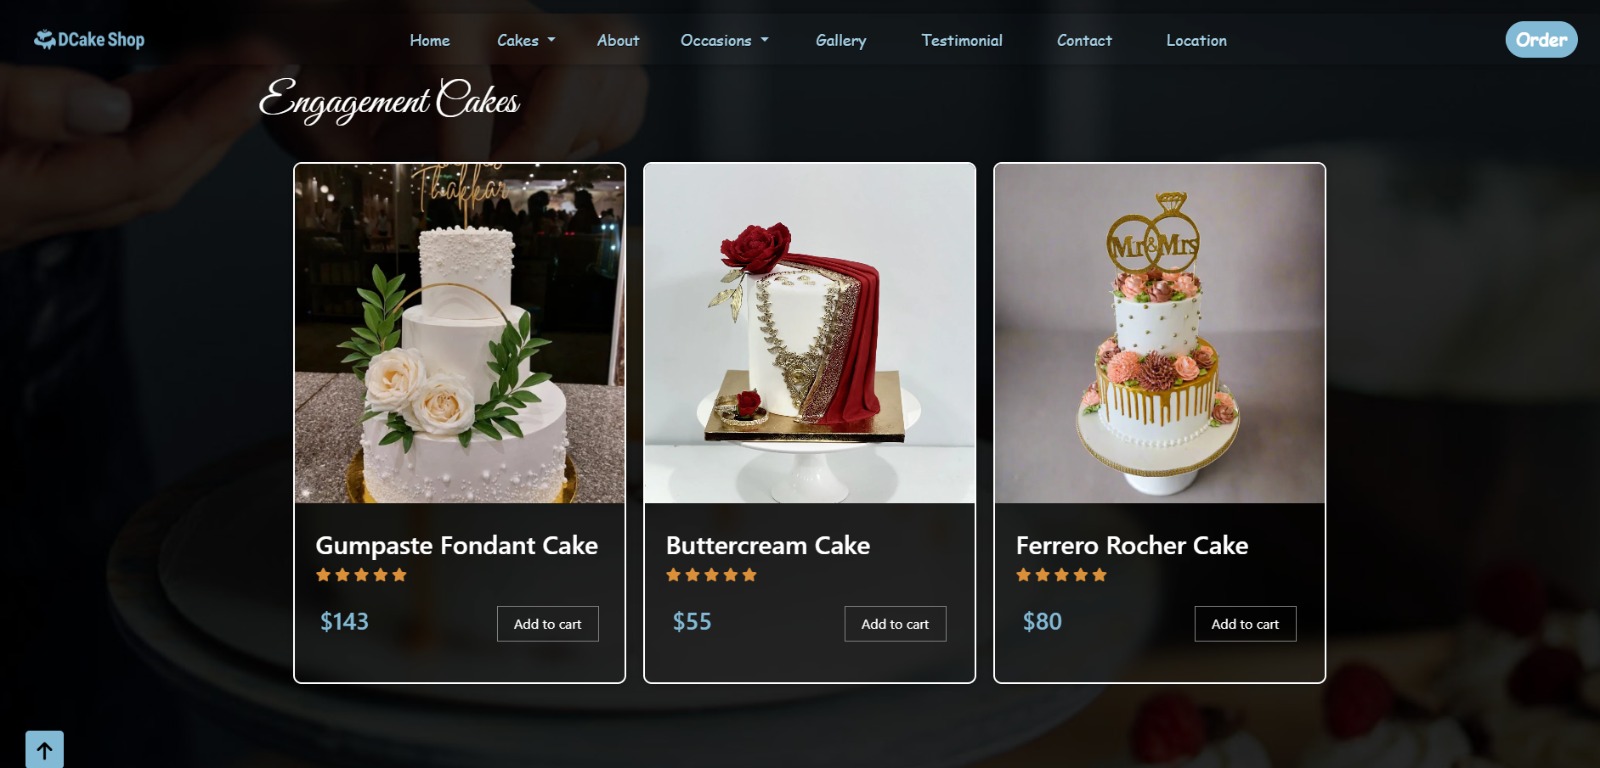 DCake Shop
Home Cakes About Occasions Gallery Testimonial Contact Location
Order
Engagement Cakes
Thakkar
Mr&Mrs
Gumpaste Fondant Cake
$143 Add to cart
Buttercream Cake
$55 Add to cart
Ferrero Rocher Cake
$80 Add to cart